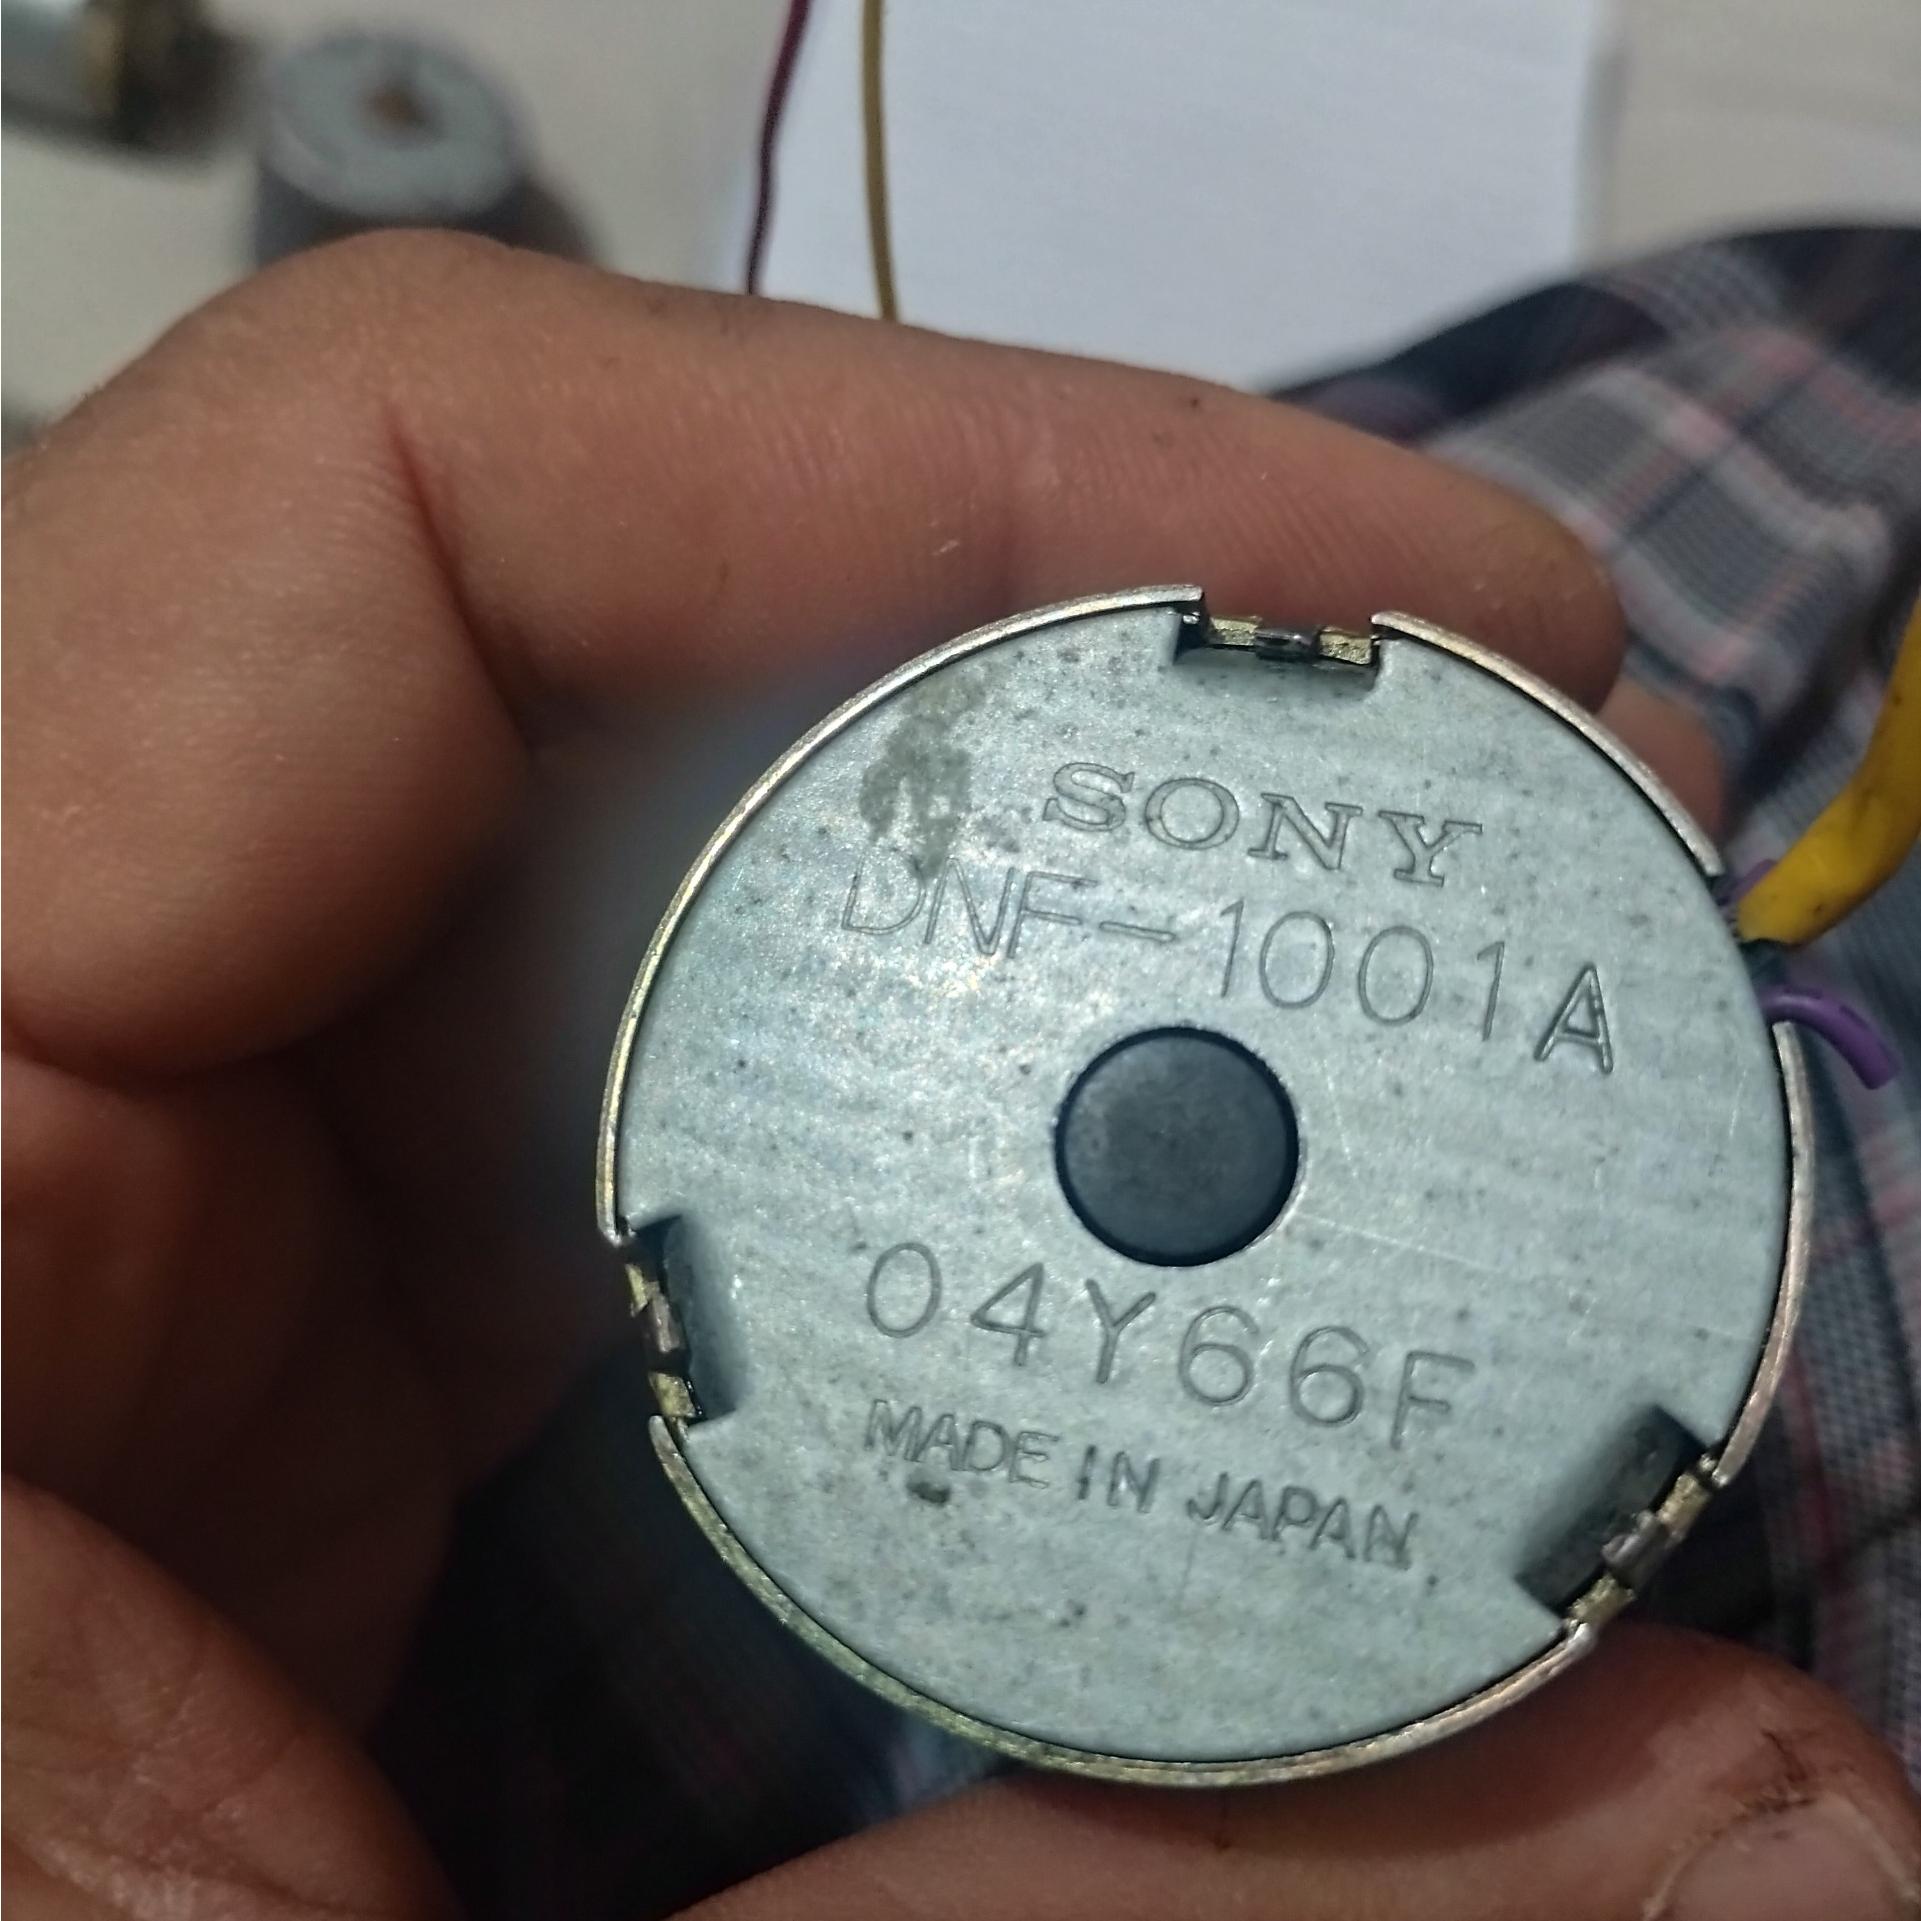 SONY
DNF-1001A
04Y66F
MADE IN JAPAN